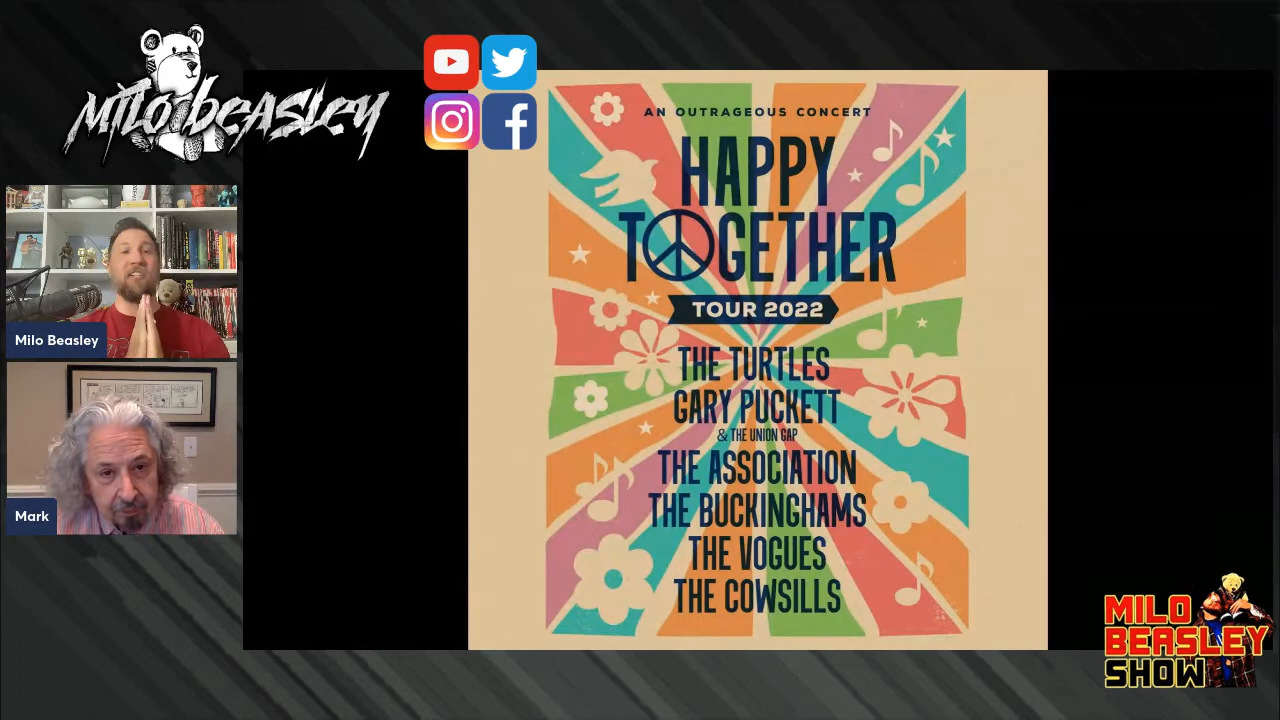 MILO BEASLEY
Milo Beasley
Mark
AN OUTRAGEOUS CONCERT
HAPPY
TOGETHER
TOUR 2022
THE TURTLES
GARY PUCKETT
& THE UNION GAP
THE ASSOCIATION
THE BUCKINGHAMS
THE VOGUES
THE COWSILLS
MILO
BEASLEY
SHOW